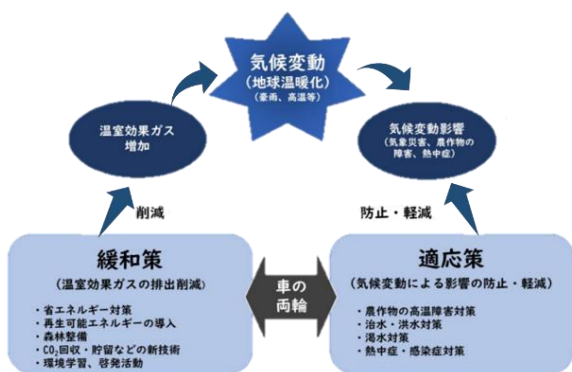 気候変動
(地球温暖化)
(豪雨、高温等)
温室効果ガス
増加
気候変動影響
(気象災害、農作物の
障害、熱中症)
削減
防止・軽減
緩和策
(温室効果ガスの排出削減)
・省エネルギー対策
・再生可能エネルギーの導入
・森林整備
・CO₂回収・貯留などの新技術
・環境学習、啓発活動
車の
両輪
適応策
(気候変動による影響の防止・軽減)
・農作物の高温障害対策
・治水・洪水対策
・渇水対策
・熱中症・感染症対策